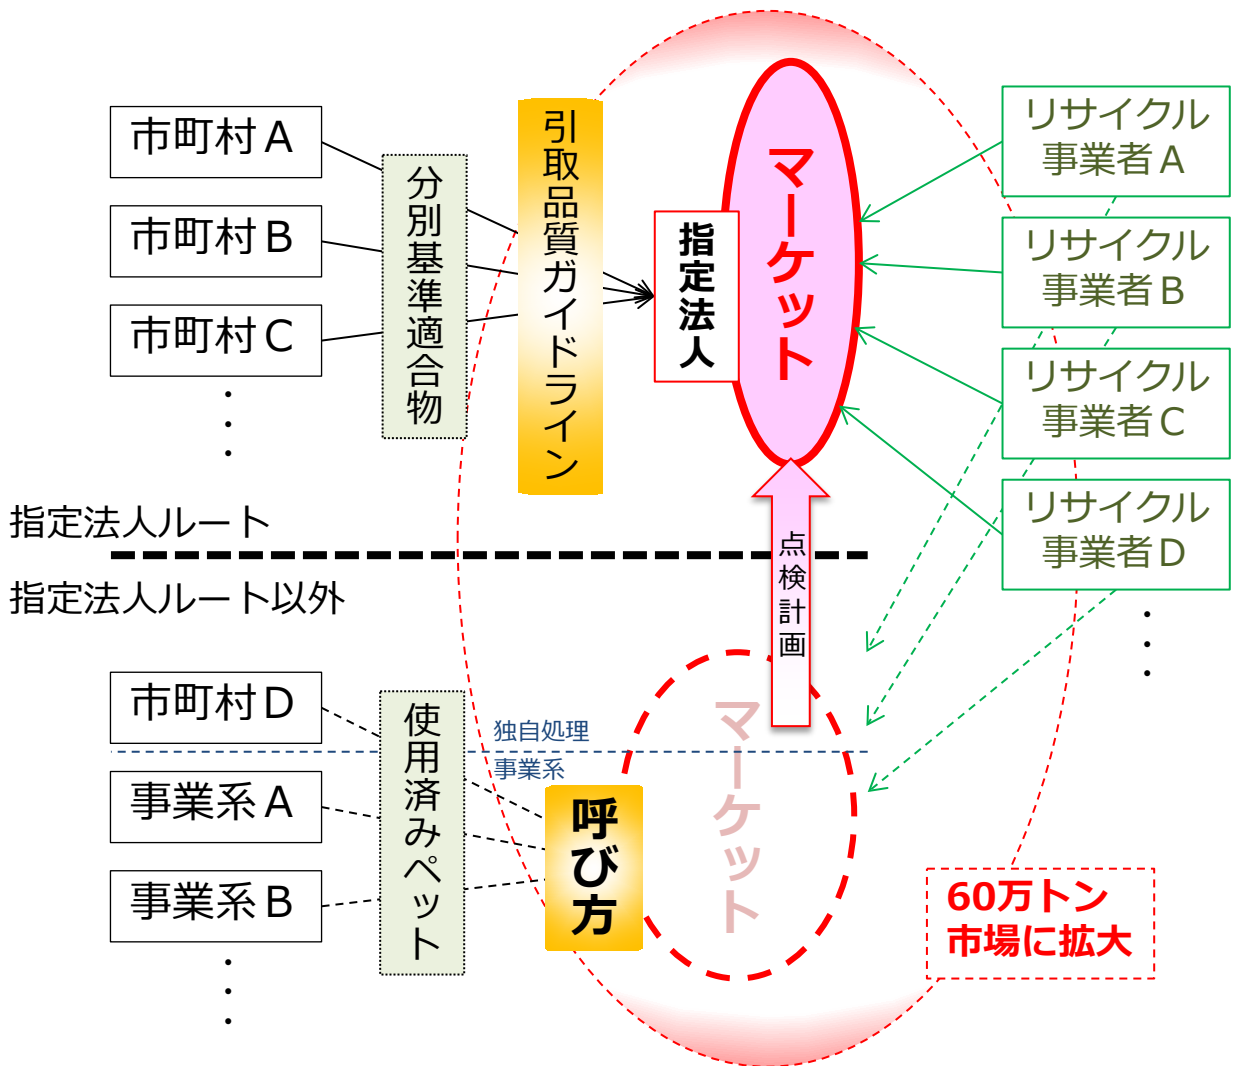 市町村A
市町村B
市町村C
・・・
分別基準適合物
引取品質ガイドライン
指定法人
マーケット
リサイクル
事業者A
リサイクル
事業者B
リサイクル
事業者C
リサイクル
事業者D
・・・
指定法人ルート
指定法人ルート以外
点検計画
市町村D
事業系A
事業系B
・・・
使用済みペット
独自処理
事業系
呼び方
マーケット
60万トン
市場に拡大